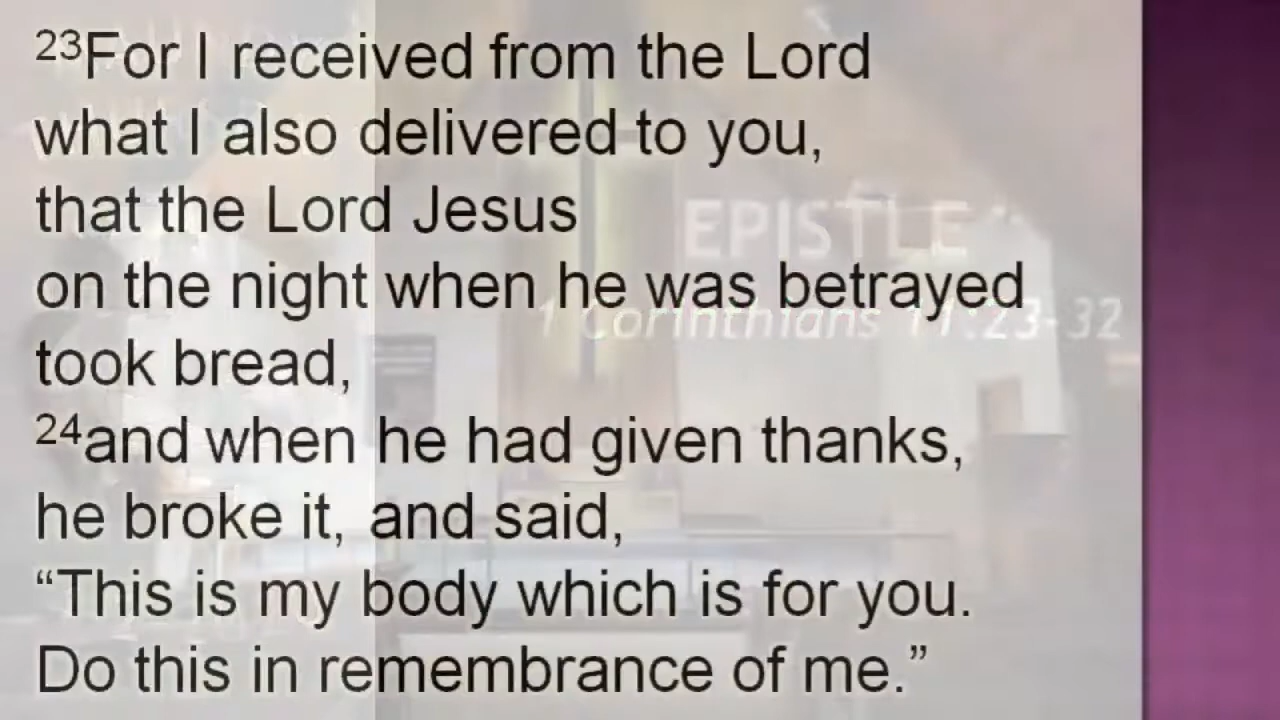 23For I received from the Lord
what I also delivered to you,
that the Lord Jesus
EPISTLE
on the night when he was betrayed
1 Corinthians 11:23-32
took bread,
24and when he had given thanks,
he broke it, and said,
“This is my body which is for you.
Do this in remembrance of me.”